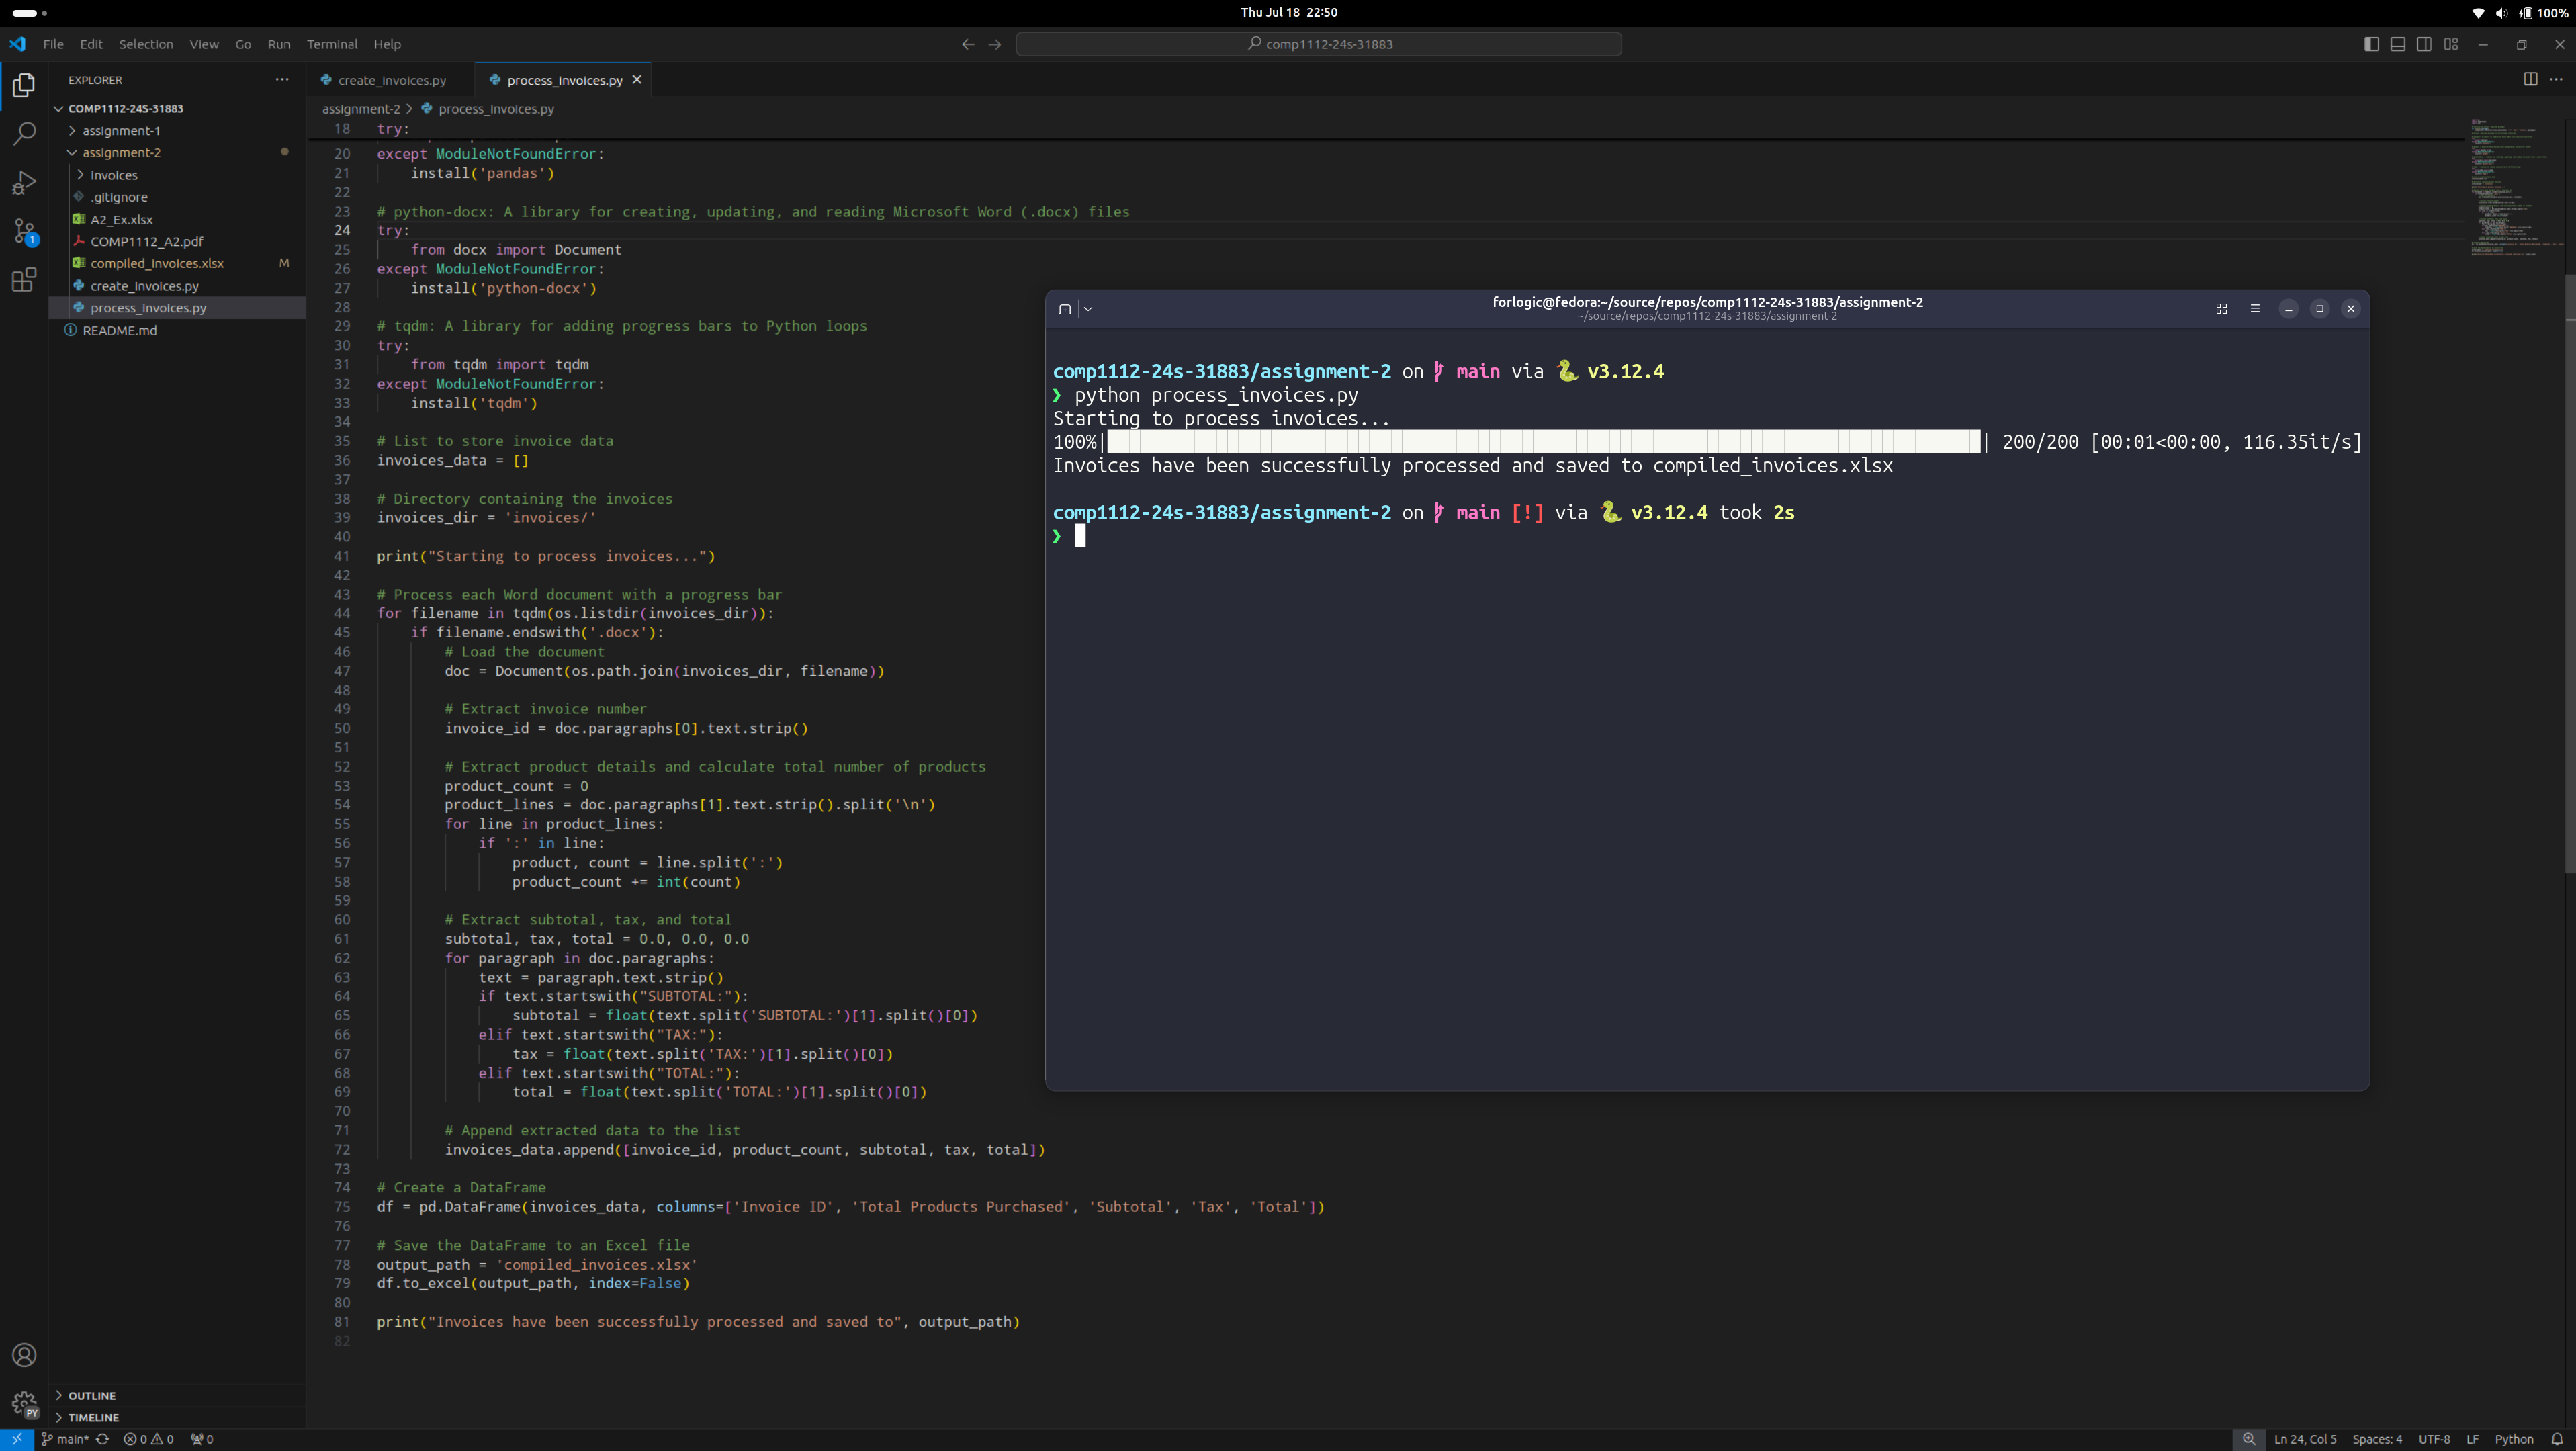 Thu Jul 18 22:50
100%
File Edit Selection View Go Run Terminal Help
comp1112-24s-31883
EXPLORER
COMP1112-24S-31883
assignment-1
assignment-2
invoices
.gitignore
A2_Ex.xlsx
COMP1112_A2.pdf
compiled_invoices.xlsx M
create_invoices.py
process_invoices.py
README.md
1
OUTLINE
TIMELINE
PY
create_invoices.py
process_invoices.py
assignment-2 > process_invoices.py
18 try:
20 except ModuleNotFoundError:
21 install('pandas')
22
23 # python-docx: A library for creating, updating, and reading Microsoft Word (.docx) files
24 try:
25 from docx import Document
26 except ModuleNotFoundError:
27 install('python-docx')
28
29 # tqdm: A library for adding progress bars to Python loops
30 try:
31 from tqdm import tqdm
32 except ModuleNotFoundError:
33 install('tqdm')
34
35 # List to store invoice data
36 invoices_data = []
37
38 # Directory containing the invoices
39 invoices_dir = 'invoices/'
40
41 print("Starting to process invoices...")
42
43 # Process each Word document with a progress bar
44 for filename in tqdm(os.listdir(invoices_dir)):
45 if filename.endswith('.docx'):
46 # Load the document
47 doc = Document(os.path.join(invoices_dir, filename))
48
49 # Extract invoice number
50 invoice_id = doc.paragraphs[0].text.strip()
51
52 # Extract product details and calculate total number of products
53 product_count = 0
54 product_lines = doc.paragraphs[1].text.strip().split('\n')
55 for line in product_lines:
56 if ':' in line:
57 product, count = line.split(':')
58 product_count += int(count)
59
60 # Extract subtotal, tax, and total
61 subtotal, tax, total = 0.0, 0.0, 0.0
62 for paragraph in doc.paragraphs:
63 text = paragraph.text.strip()
64 if text.startswith("SUBTOTAL:"):
65 subtotal = float(text.split('SUBTOTAL:')[1].split()[0])
66 elif text.startswith("TAX:"):
67 tax = float(text.split('TAX:')[1].split()[0])
68 elif text.startswith("TOTAL:"):
69 total = float(text.split('TOTAL:')[1].split()[0])
70
71 # Append extracted data to the list
72 invoices_data.append([invoice_id, product_count, subtotal, tax, total])
73
74 # Create a DataFrame
75 df = pd.DataFrame(invoices_data, columns=['Invoice ID', 'Total Products Purchased', 'Subtotal', 'Tax', 'Total'])
76
77 # Save the DataFrame to an Excel file
78 output_path = 'compiled_invoices.xlsx'
79 df.to_excel(output_path, index=False)
80
81 print("Invoices have been successfully processed and saved to", output_path)
82
forlogic@fedora:~/source/repos/comp1112-24s-31883/assignment-2
~/source/repos/comp1112-24s-31883/assignment-2
comp1112-24s-31883/assignment-2 on main via 🐍 v3.12.4
❯ python process_invoices.py
Starting to process invoices...
100%| | 200/200 [00:01<00:00, 116.35it/s]
Invoices have been successfully processed and saved to compiled_invoices.xlsx
comp1112-24s-31883/assignment-2 on main [!] via 🐍 v3.12.4 took 2s
❯
main* 0 0 0
Ln 24, Col 5 Spaces: 4 UTF-8 LF Python